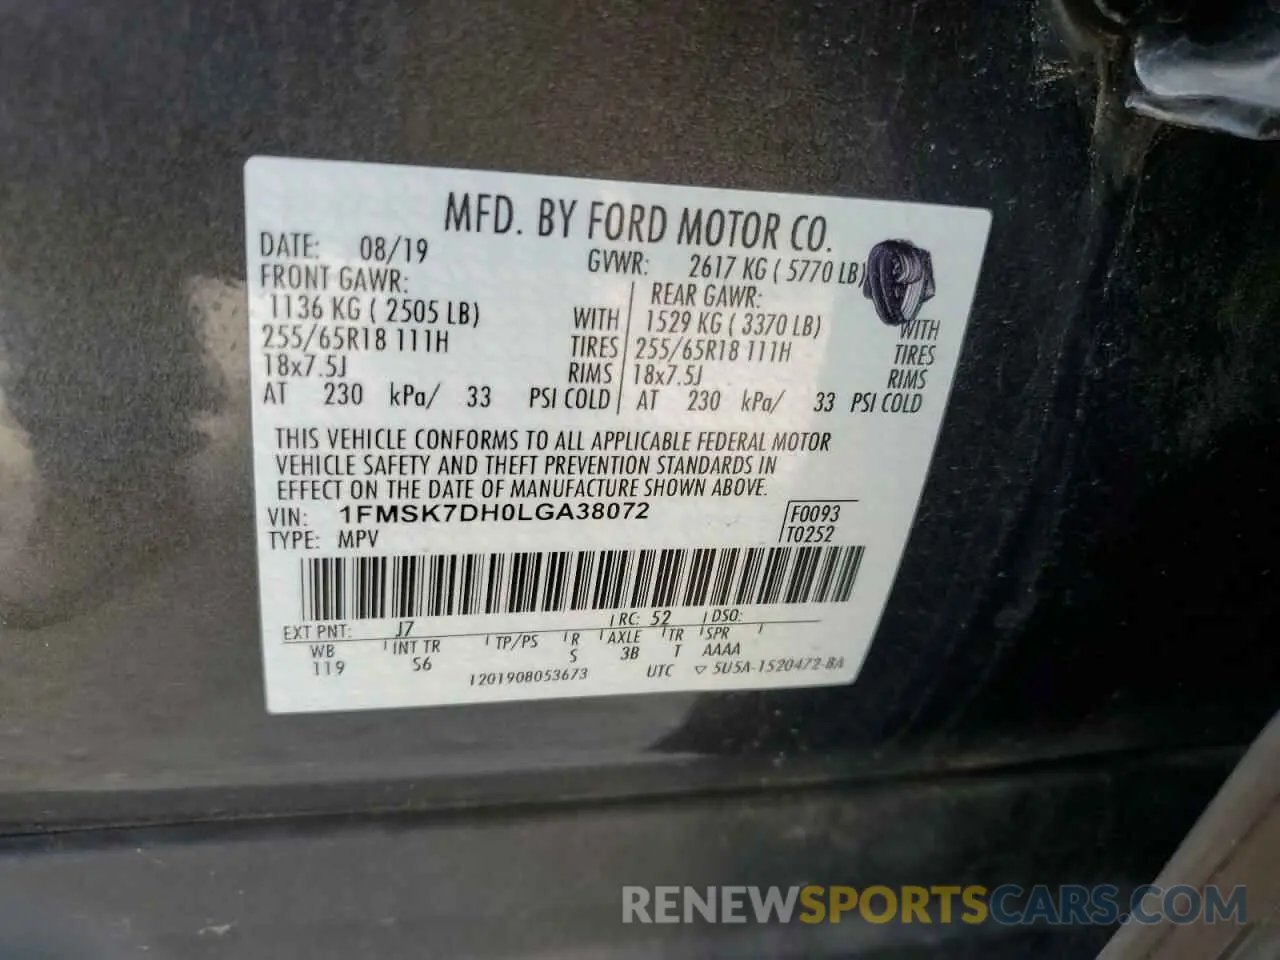 MFD. BY FORD MOTOR CO.
DATE: 08/19 GVWR: 2617 KG ( 5770 LB)
FRONT GAWR: REAR GAWR:
1136 KG ( 2505 LB) WITH 1529 KG ( 3370 LB) WITH
255/65R18 111H TIRES 255/65R18 111H TIRES
18x7.5J RIMS 18x7.5J RIMS
AT 230 kPa/ 33 PSI COLD AT 230 kPa/ 33 PSI COLD
THIS VEHICLE CONFORMS TO ALL APPLICABLE FEDERAL MOTOR
VEHICLE SAFETY AND THEFT PREVENTION STANDARDS IN
EFFECT ON THE DATE OF MANUFACTURE SHOWN ABOVE.
VIN: 1FMSK7DH0LGA38072 F0093
TYPE: MPV T0252
EXT PNT: J7 RC: 52 DSO:
WB INT TR TP/PS R AXLE TR SPR
119 S6 S 3B T AAAA
1201908053673 UTC ▽ 5U5A-1520472-BA
RENEWSPORTSCARS.COM